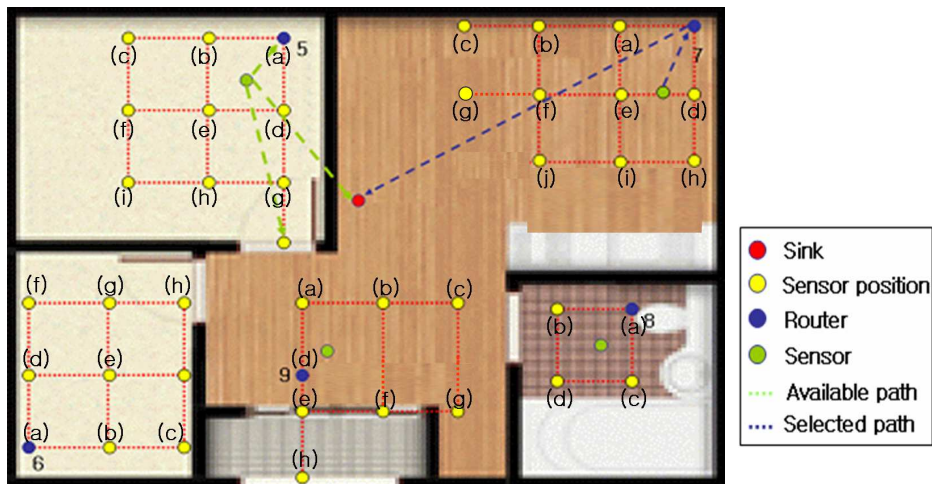 (c) (b) (a) 5
(c) (b) (a) 7
(f) (e) (d)
(g) (f) (e) (d)
(i) (h) (g)
(j) (i) (h)
(f) (g) (h)
(a) (b) (c)
(b) (a) 8
(d) (e)
(d)
9
(d) (c)
(e) (f) (g)
(a) (b) (c)
6
(h)
Sink
Sensor position
Router
Sensor
Available path
Selected path